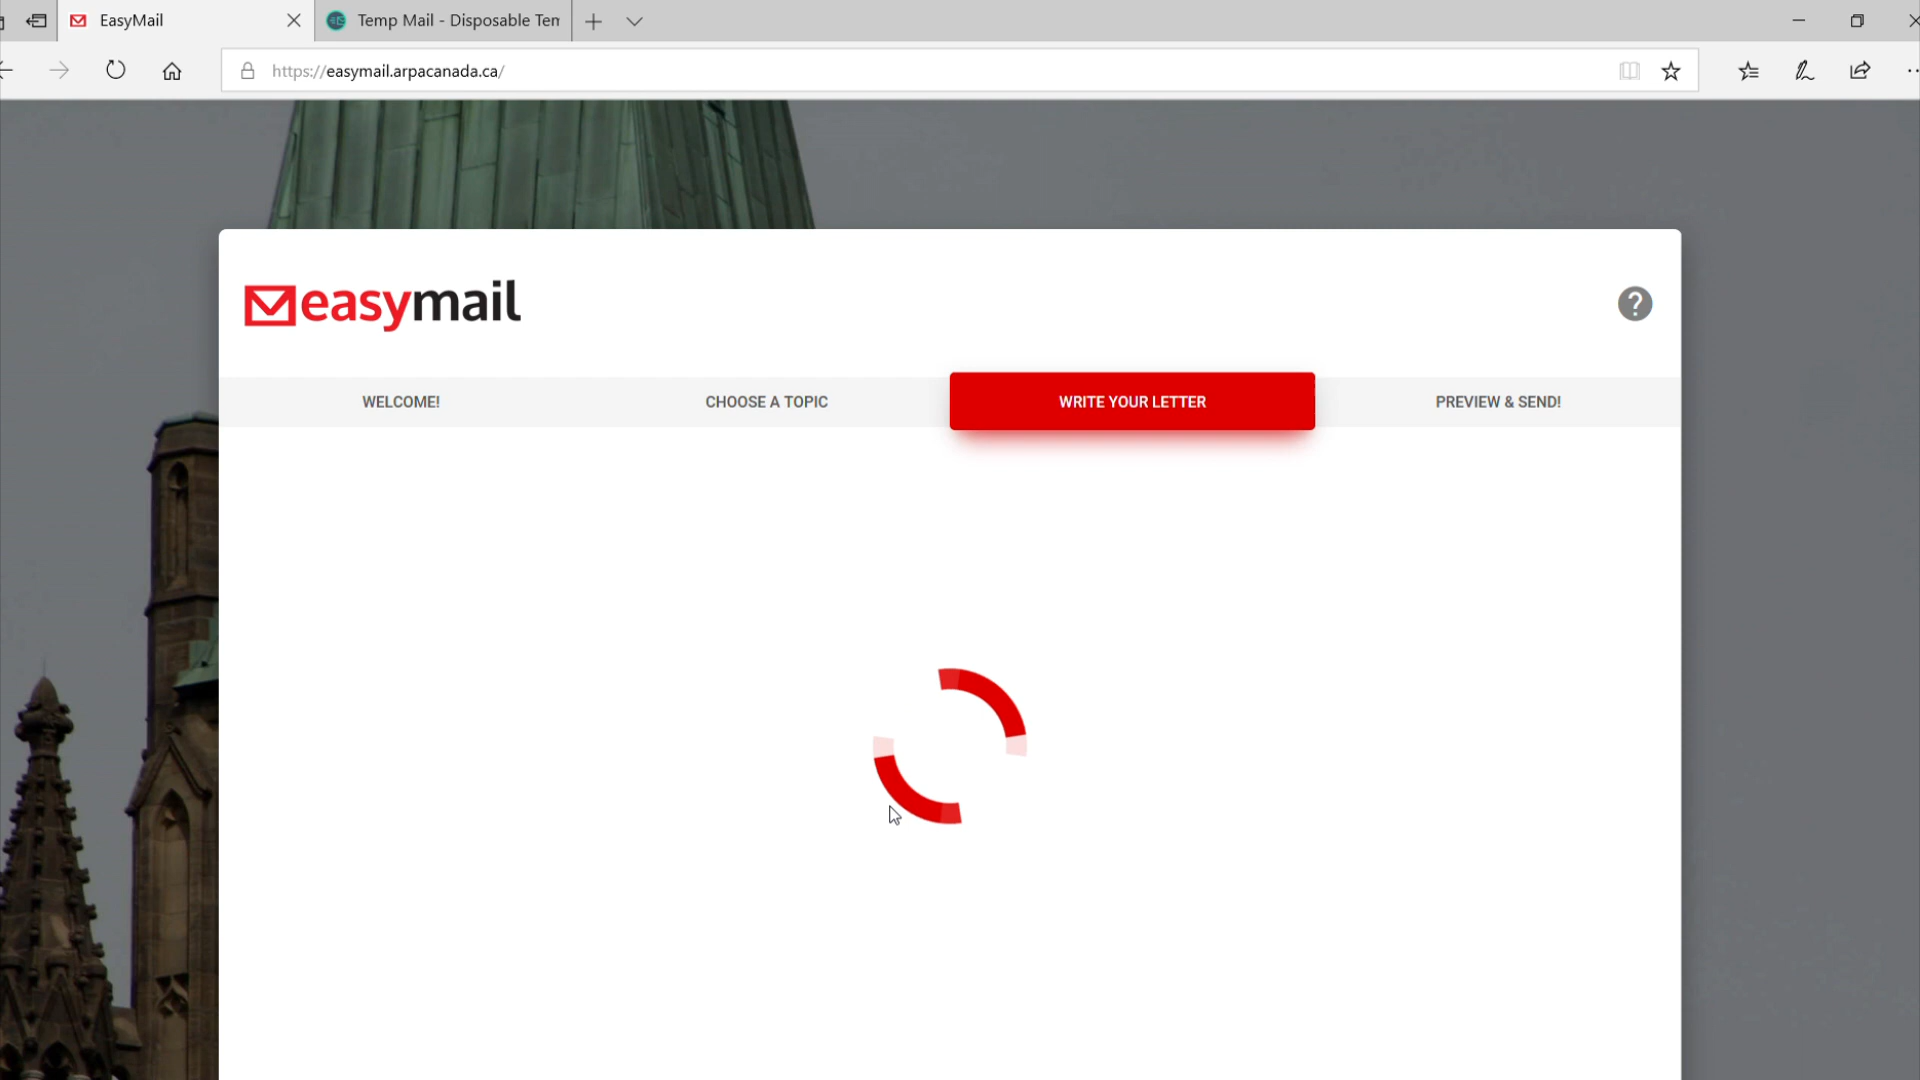 EasyMail
Temp Mail - Disposable Ten
https://easymail.arpacanada.ca/
easymail
?
WELCOME!
CHOOSE A TOPIC
WRITE YOUR LETTER
PREVIEW & SEND!